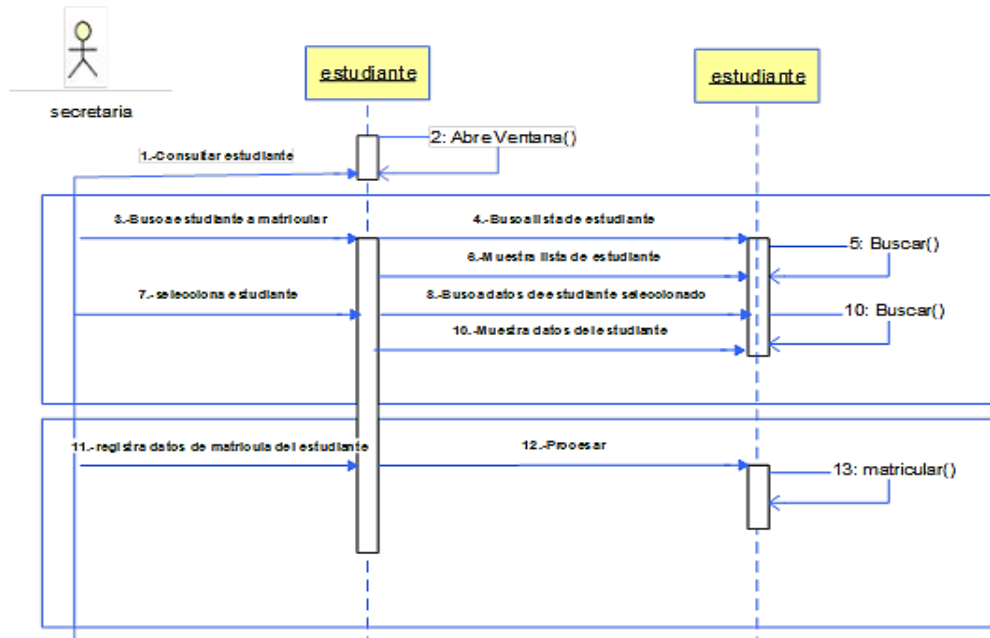 secretaria
estudiante
estudiante
2: AbreVentana()
1.-Consultar estudiante
3.-Busca estudiante a matricular
4.-Busca lista de estudiante
5: Buscar()
6.-Muestra lista de estudiante
7.-selecciona estudiante
8.-Busca datos de estudiante seleccionado
10: Buscar()
10.-Muestra datos del estudiante
11.-registra datos de matricula del estudiante
12.-Procesar
13: matricular()